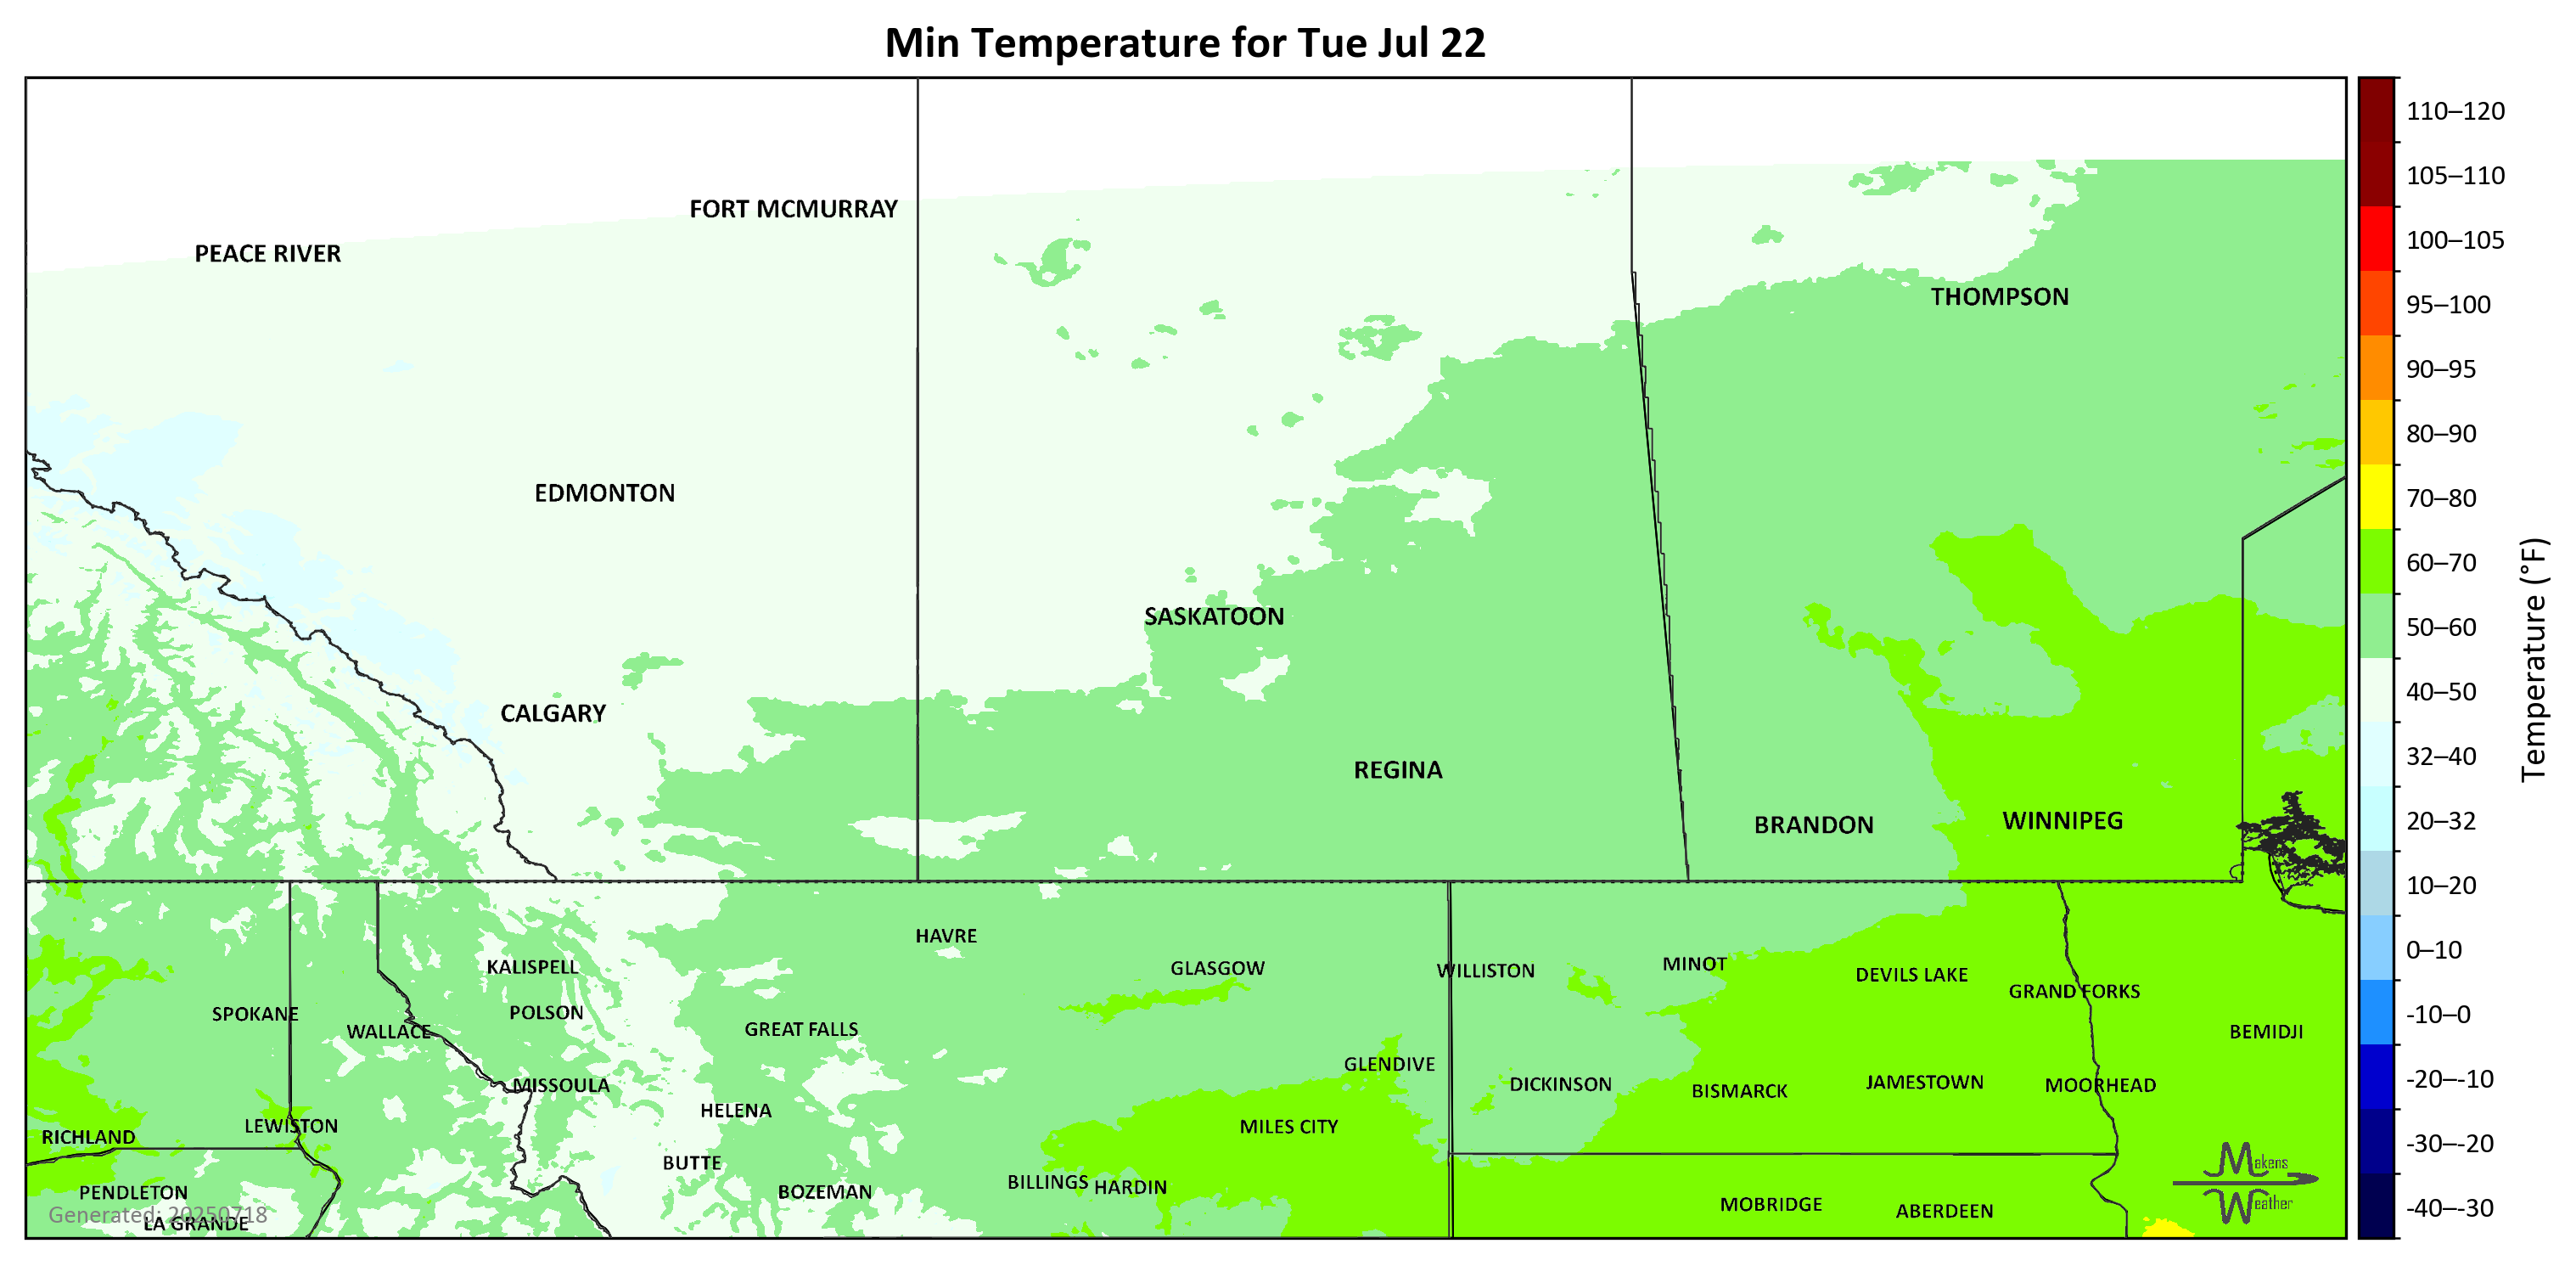 Min Temperature for Tue Jul 22
110–120
105–110
100–105
95–100
90–95
80–90
70–80
60–70
50–60
40–50
32–40
20–32
10–20
0–10
-10–0
-20–-10
-30–-20
-40–-30
Temperature (°F)
FORT MCMURRAY
PEACE RIVER
THOMPSON
EDMONTON
SASKATOON
CALGARY
REGINA
BRANDON
WINNIPEG
HAVRE
KALISPELL
GLASGOW
WILLISTON
MINOT
DEVILS LAKE
GRAND FORKS
SPOKANE
POLSON
WALLACE
GREAT FALLS
BEMIDJI
GLENDIVE
MISSOULA
DICKINSON
BISMARCK
JAMESTOWN
MOORHEAD
HELENA
LEWISTON
MILES CITY
RICHLAND
BUTTE
PENDLETON
BOZEMAN
BILLINGS
HARDIN
MOBRIDGE
ABERDEEN
Generated: 20250718
LA GRANDE
Makens
Weather